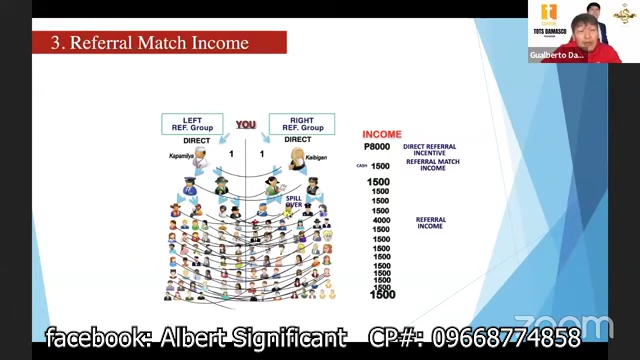 3. Referral Match Income
TOTS DAMASCO
Gualberto Da...
LEFT
REF. Group
YOU
RIGHT
REF. Group
DIRECT
DIRECT
Kapamilya
1
1
Kaibigan
SPILL
OVER
INCOME
P8000
DIRECT REFERRAL
INCENTIVE
CASH 1500
REFERRAL MATCH
INCOME
1500
1500
1500
1500
4000
REFERRAL
INCOME
1500
1500
1500
1500
1500
1500
1500
1500
1500
zoom
facebook: Albert Significant CP#: 09668774858